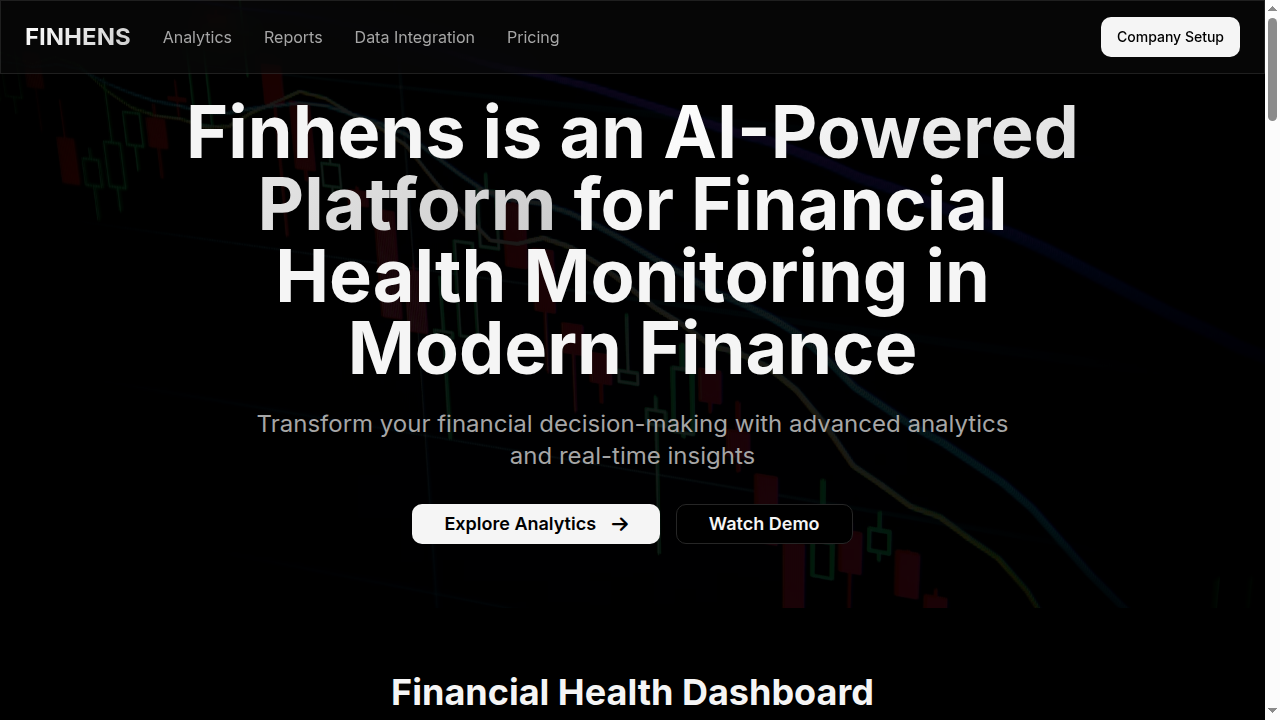 FINHENS
Analytics
Reports
Data Integration
Pricing
Company Setup
Finhens is an AI-Powered
Platform for Financial
Health Monitoring in
Modern Finance
Transform your financial decision-making with advanced analytics
and real-time insights
Explore Analytics
Watch Demo
Financial Health Dashboard